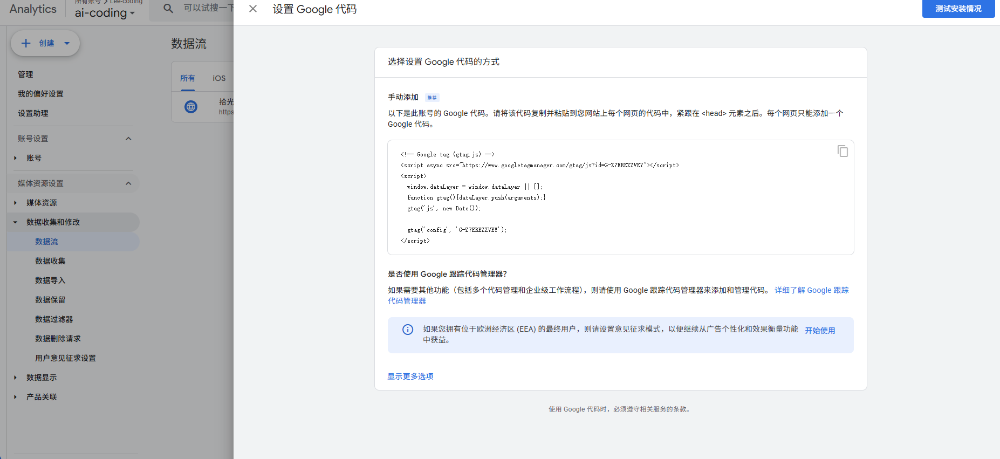 Analytics
所有账号 > Lee-coding
ai-coding
可以试搜一下
设置 Google 代码
测试安装情况
创建
管理
我的偏好设置
设置助理
账号设置
账号
媒体资源设置
媒体资源
数据收集和修改
数据流
数据收集
数据导入
数据保留
数据过滤器
数据删除请求
用户意见征求设置
数据显示
产品关联
数据流
所有
iOS
拾光
https
选择设置 Google 代码的方式
手动添加 推荐
以下是此账号的 Google 代码。请将该代码复制并粘贴到您网站上每个网页的代码中，紧跟在 <head> 元素之后。每个网页只能添加一个
Google 代码。
<!-- Google tag (gtag.js) -->
<script async src="https://www.googletagmanager.com/gtag/js?id=G-Z7EREZZVEY"></script>
<script>
window.dataLayer = window.dataLayer || [];
function gtag(){dataLayer.push(arguments);}
gtag('js', new Date());
gtag('config', 'G-Z7EREZZVEY');
</script>
是否使用 Google 跟踪代码管理器？
如果需要其他功能（包括多个代码管理和企业级工作流程），则请使用 Google 跟踪代码管理器来添加和管理代码。 详细了解 Google 跟踪
代码管理器
如果您拥有位于欧洲经济区 (EEA) 的最终用户，则请设置意见征求模式，以便继续从广告个性化和效果衡量功能
中获益。
开始使用
显示更多选项
使用 Google 代码时，必须遵守相关服务的条款。